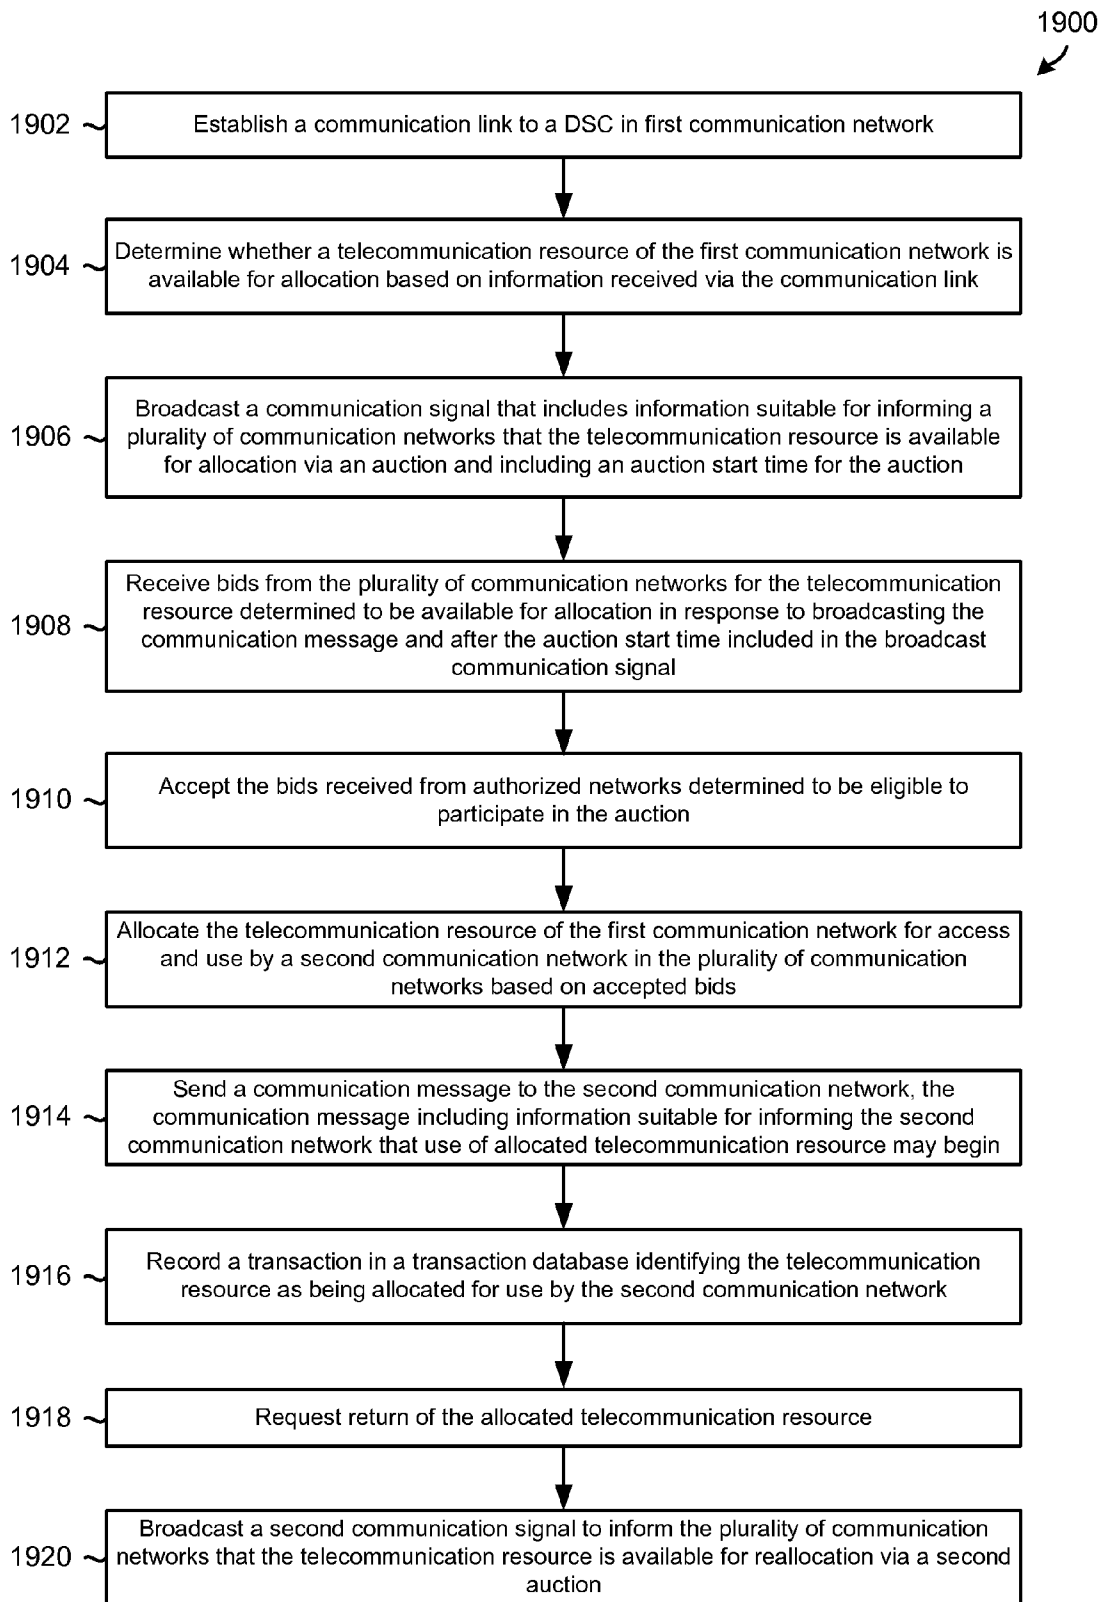 1900
1902
Establish a communication link to a DSC in first communication network
1904
Determine whether a telecommunication resource of the first communication network is
available for allocation based on information received via the communication link
1906
Broadcast a communication signal that includes information suitable for informing a
plurality of communication networks that the telecommunication resource is available
for allocation via an auction and including an auction start time for the auction
1908
Receive bids from the plurality of communication networks for the telecommunication
resource determined to be available for allocation in response to broadcasting the
communication message and after the auction start time included in the broadcast
communication signal
1910
Accept the bids received from authorized networks determined to be eligible to
participate in the auction
1912
Allocate the telecommunication resource of the first communication network for access
and use by a second communication network in the plurality of communication
networks based on accepted bids
1914
Send a communication message to the second communication network, the
communication message including information suitable for informing the second
communication network that use of allocated telecommunication resource may begin
1916
Record a transaction in a transaction database identifying the telecommunication
resource as being allocated for use by the second communication network
1918
Request return of the allocated telecommunication resource
1920
Broadcast a second communication signal to inform the plurality of communication
networks that the telecommunication resource is available for reallocation via a second
auction